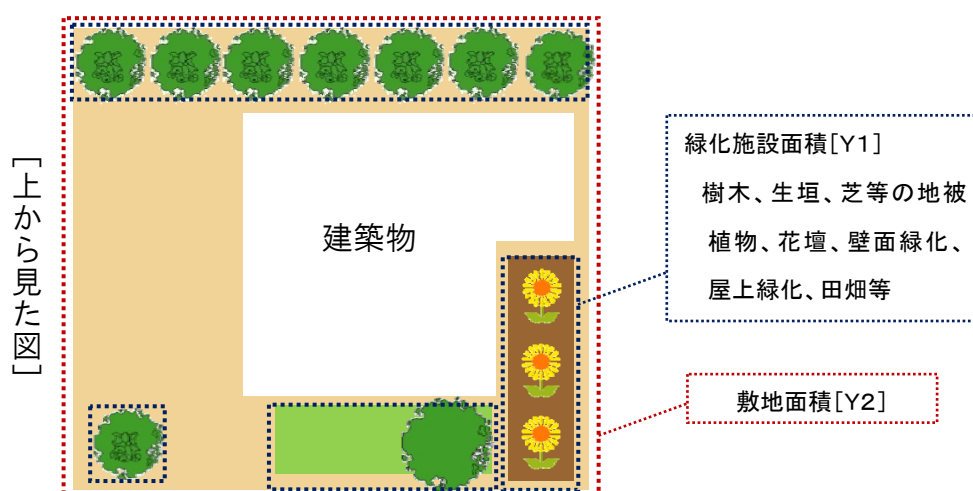 [上から見た図]
建築物
緑化施設面積[Y1]
樹木、生垣、芝等の地被
植物、花壇、壁面緑化、
屋上緑化、田畑等
敷地面積[Y2]